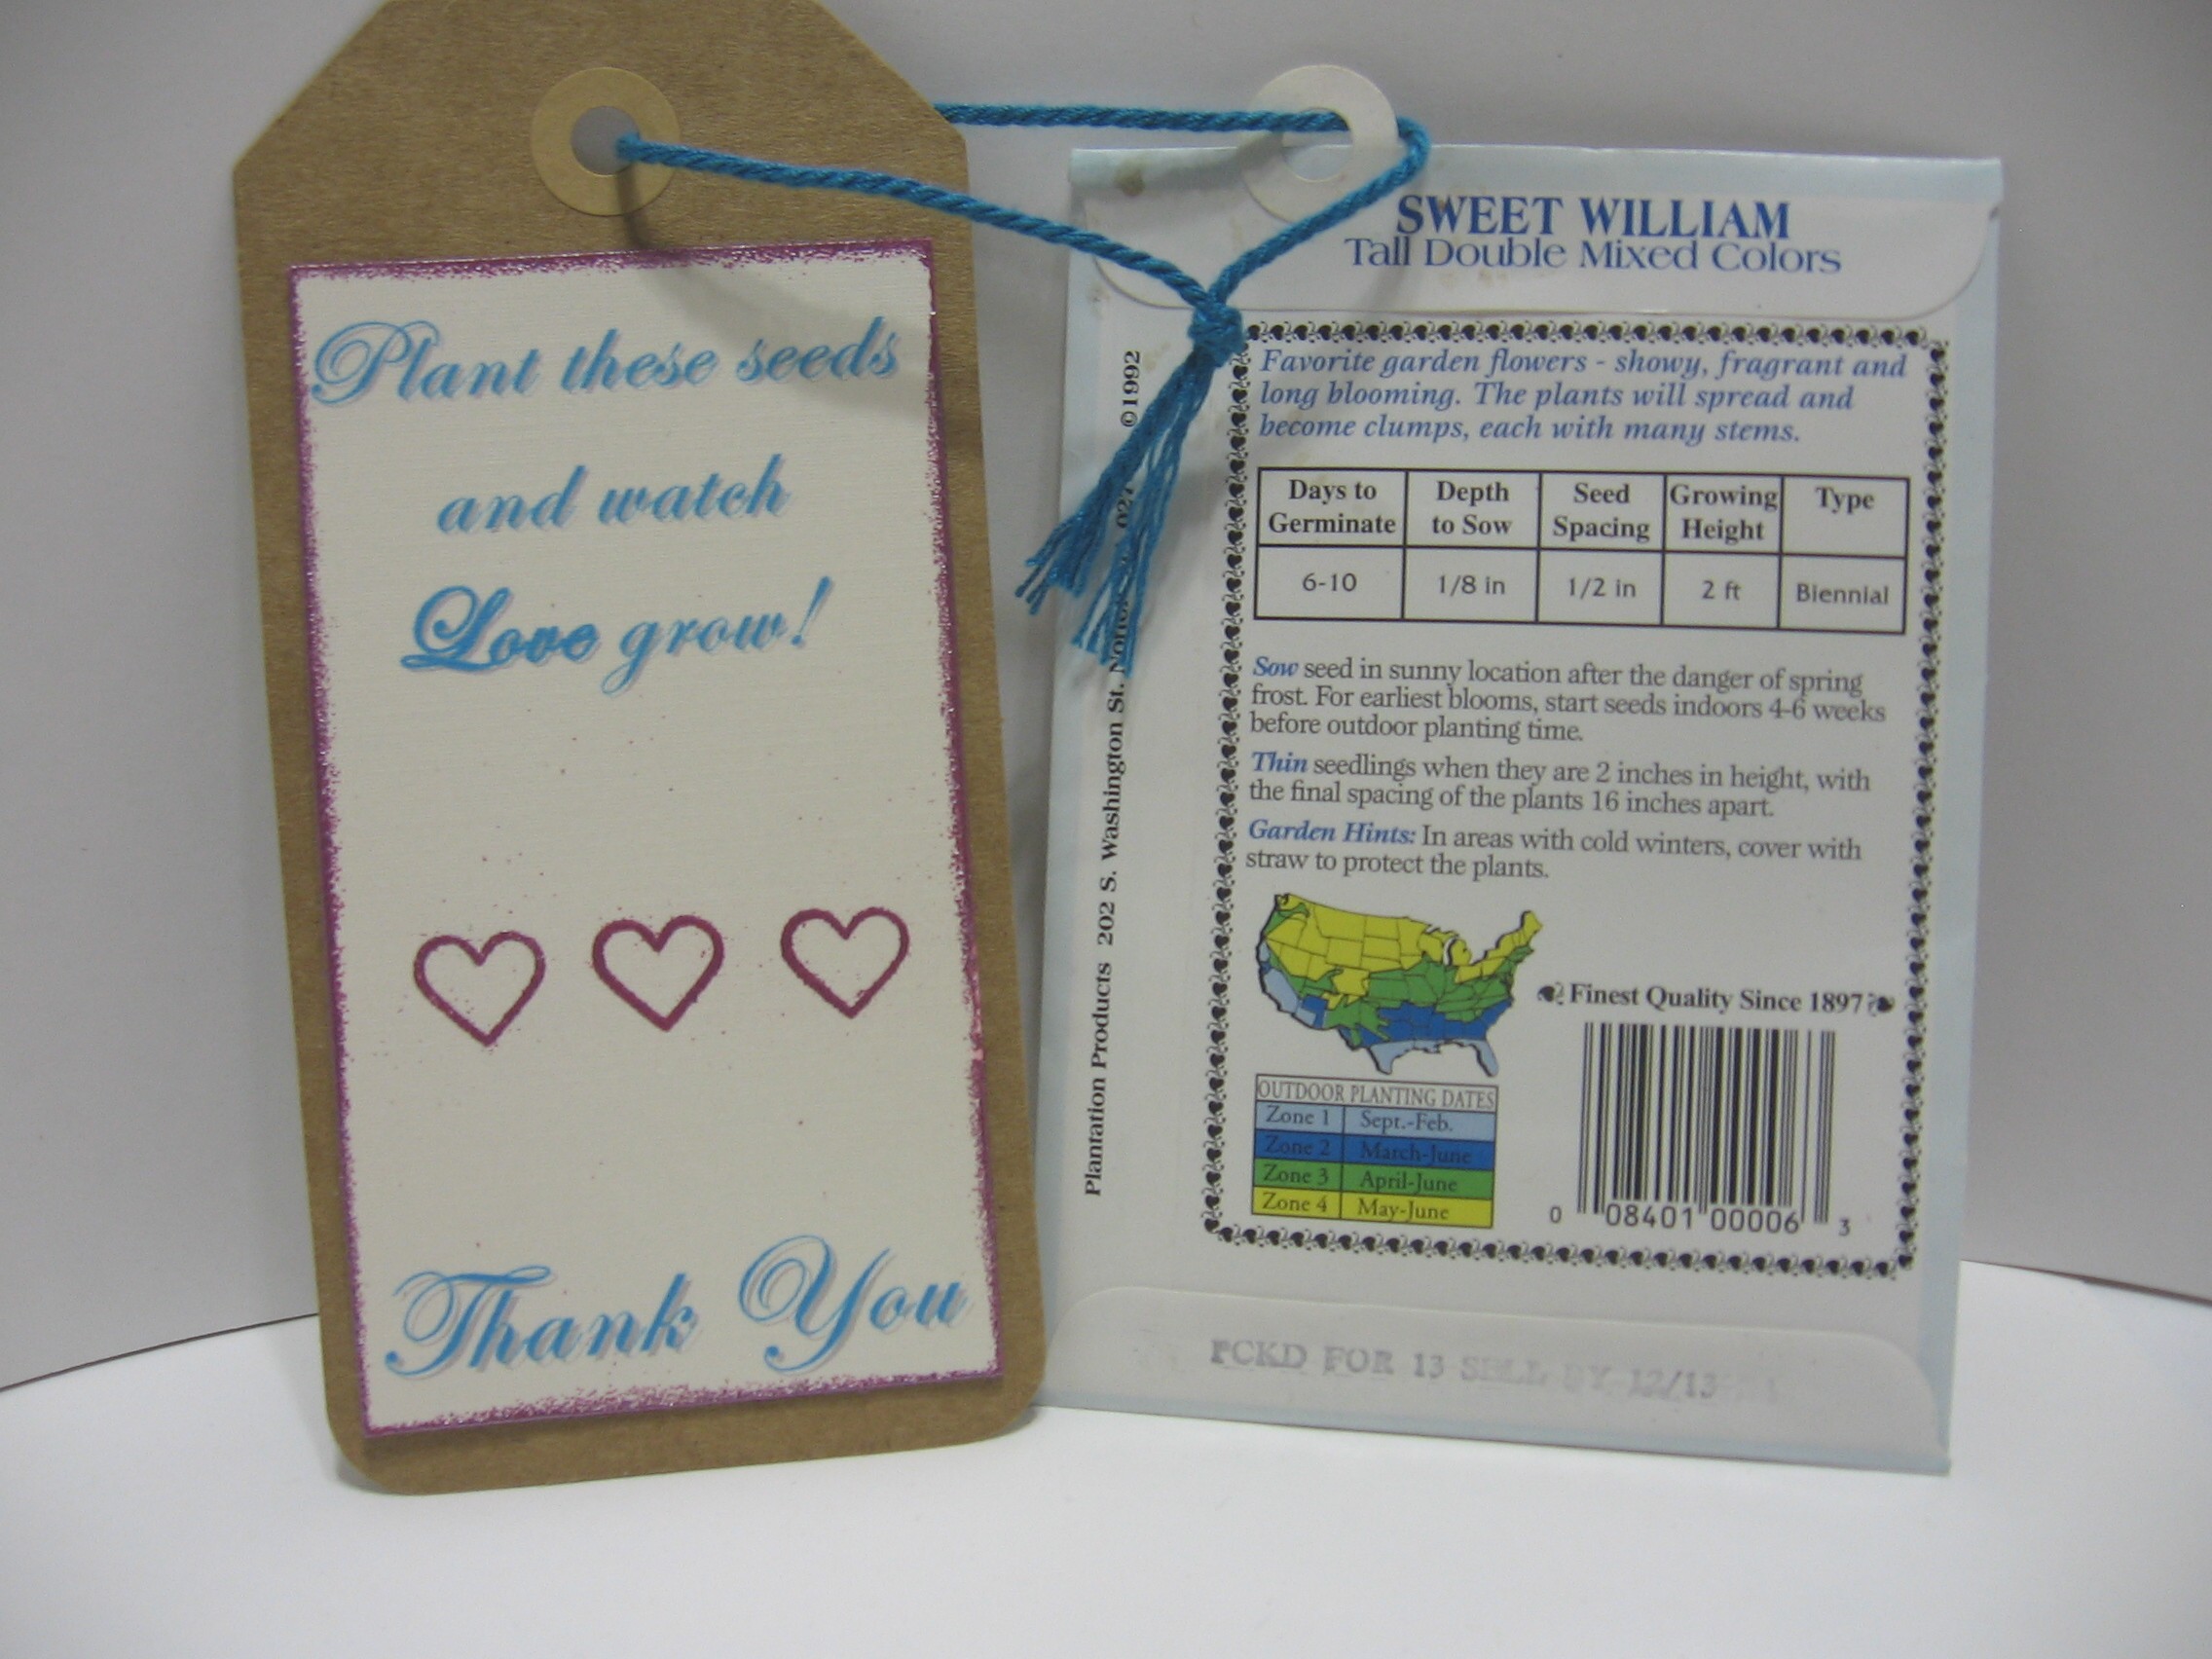 Plant these seeds
and watch
Love grow!
Thank You
SWEET WILLIAM
Tall Double Mixed Colors
Favorite garden flowers - showy, fragrant and
long blooming. The plants will spread and
become clumps, each with many stems.
Days to Germinate
Depth to Sow
Seed Spacing
Growing Height
Type
6-10
1/8 in
1/2 in
2 ft
Biennial
Sow seed in sunny location after the danger of spring
frost. For earliest blooms, start seeds indoors 4-6 weeks
before outdoor planting time.
Thin seedlings when they are 2 inches in height, with
the final spacing of the plants 16 inches apart.
Garden Hints: In areas with cold winters, cover with
straw to protect the plants.
Finest Quality Since 1897
OUTDOOR PLANTING DATES
Zone 1 Sept.-Feb.
Zone 2 March-June
Zone 3 April-June
Zone 4 May-June
0 08401 00006 3
Plantation Products 202 S. Washington St. ©1992
PCKD FOR 13 SELL BY 12/13